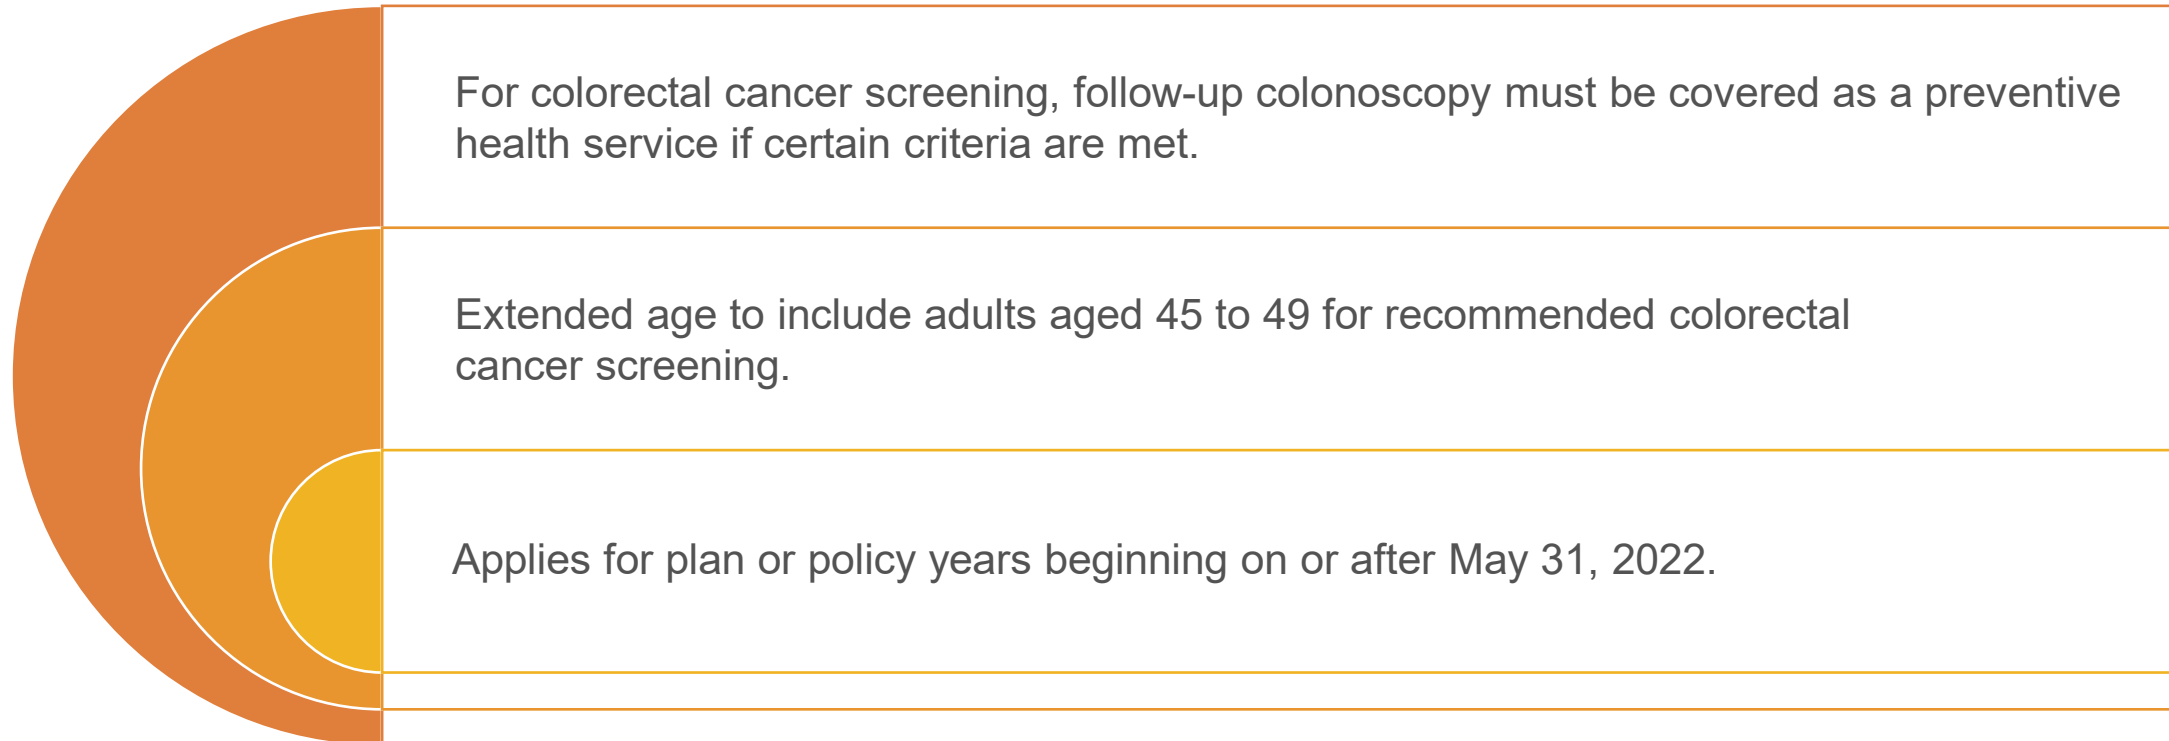 For colorectal cancer screening, follow-up colonoscopy must be covered as a preventive
health service if certain criteria are met.
Extended age to include adults aged 45 to 49 for recommended colorectal
cancer screening.
Applies for plan or policy years beginning on or after May 31, 2022.